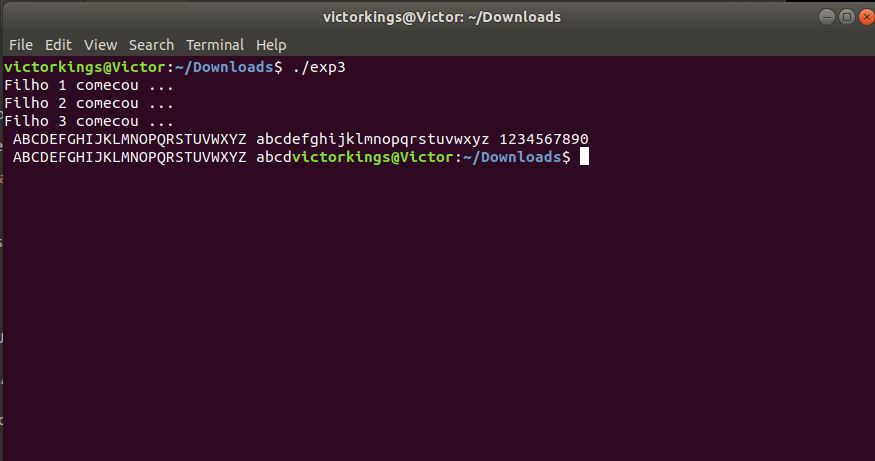 victorkings@Victor: ~/Downloads
File Edit View Search Terminal Help
victorkings@Victor:~/Downloads$ ./exp3
Filho 1 comecou ...
Filho 2 comecou ...
Filho 3 comecou ...
 ABCDEFGHIJKLMNOPQRSTUVWXYZ abcdefghijklmnopqrstuvwxyz 1234567890
 ABCDEFGHIJKLMNOPQRSTUVWXYZ abcdvictorkings@Victor:~/Downloads$